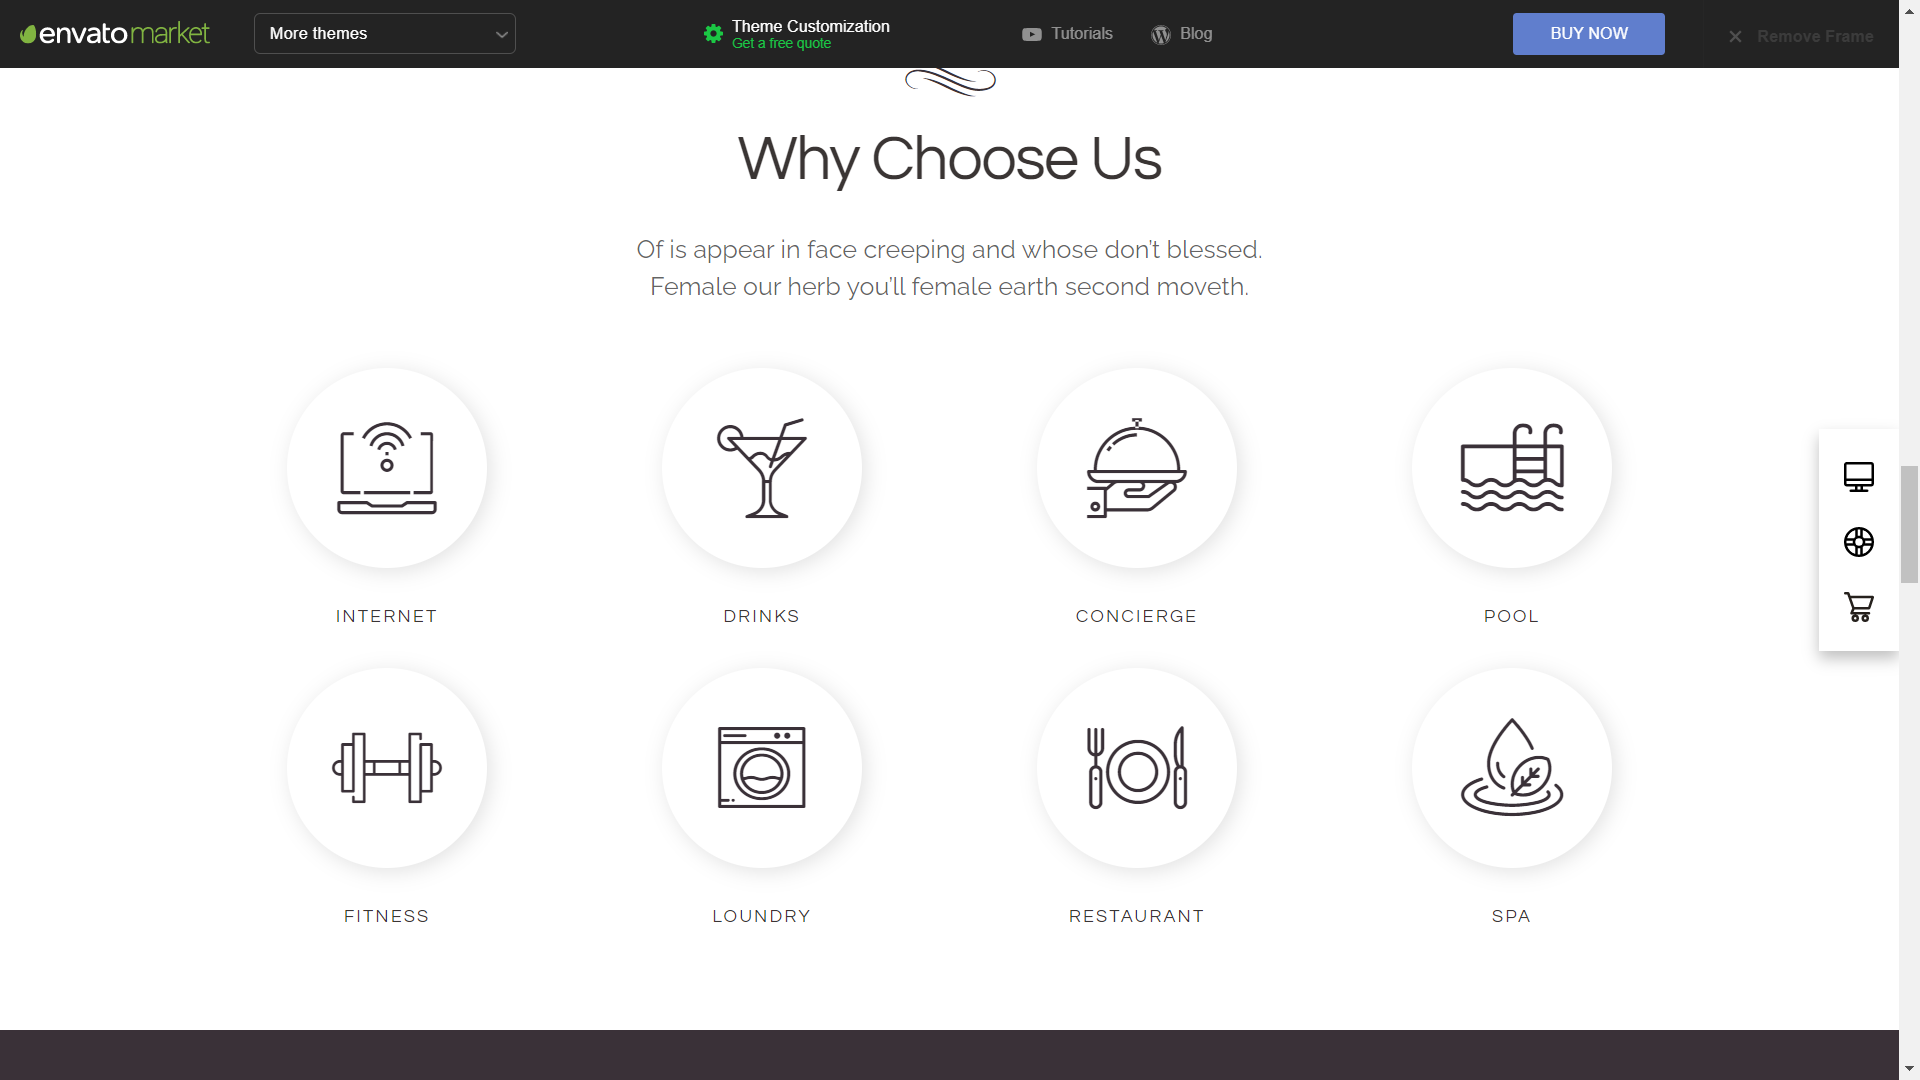 envatomarket
More themes
Theme Customization
Get a free quote
Tutorials
Blog
BUY NOW
Remove Frame
Why Choose Us
Of is appear in face creeping and whose don't blessed.
Female our herb you'll female earth second moveth.
INTERNET
DRINKS
CONCIERGE
POOL
FITNESS
LOUNDRY
RESTAURANT
SPA